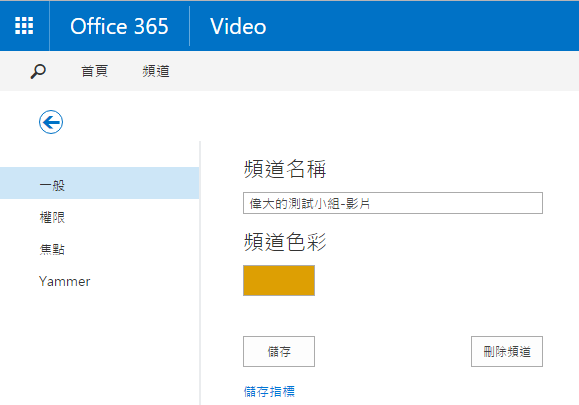 Office 365 Video
首頁 頻道
一般
權限
焦點
Yammer
頻道名稱
偉大的測試小組-影片
頻道色彩
儲存 刪除頻道
儲存指標